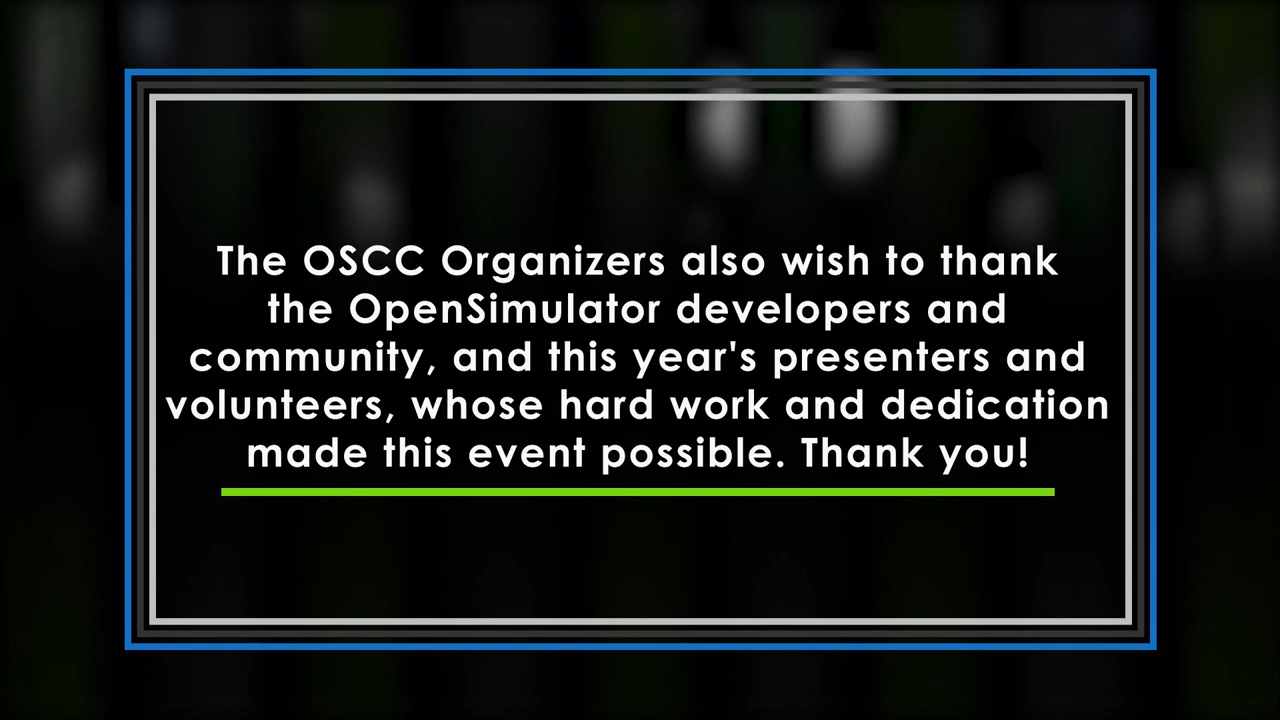 The OSCC Organizers also wish to thank
the OpenSimulator developers and
community, and this year's presenters and
volunteers, whose hard work and dedication
made this event possible. Thank you!